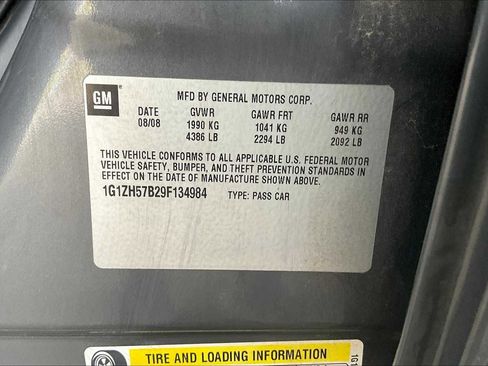 GM
MFD BY GENERAL MOTORS CORP.
DATE GVWR GAWR FRT GAWR RR
08/08 1990 KG 1041 KG 949 KG
4386 LB 2294 LB 2092 LB
THIS VEHICLE CONFORMS TO ALL APPLICABLE U.S. FEDERAL MOTOR
VEHICLE SAFETY, BUMPER, AND THEFT PREVENTION STANDARDS IN
EFFECT ON THE DATE OF MANUFACTURE SHOWN ABOVE.
1G1ZH57B29F134984 TYPE: PASS CAR
TIRE AND LOADING INFORMATION